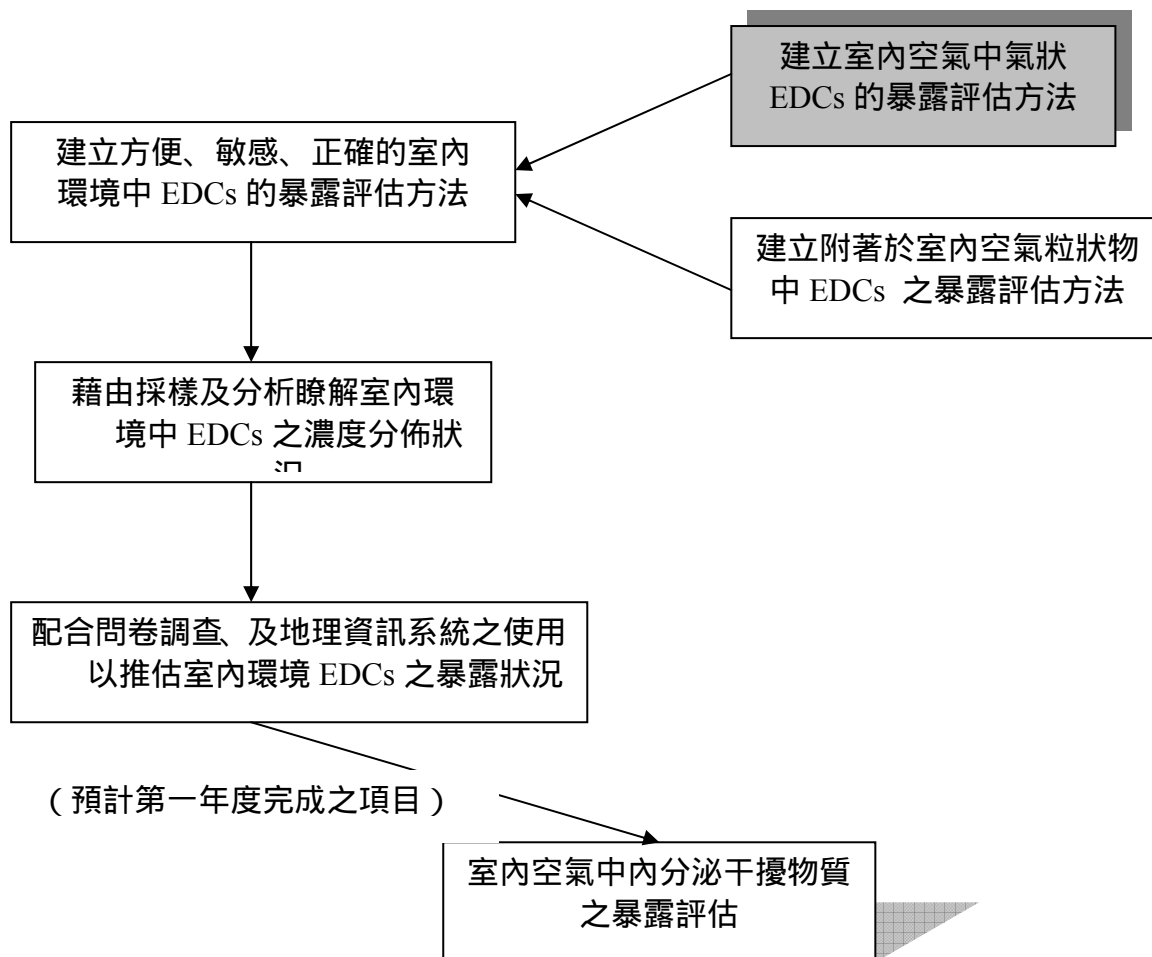 建立室內空氣中氣狀
EDCs 的暴露評估方法
建立方便、敏感、正確的室內
環境中 EDCs 的暴露評估方法
建立附著於室內空氣粒狀物
中 EDCs 之暴露評估方法
藉由採樣及分析瞭解室內環
境中 EDCs 之濃度分佈狀
況
配合問卷調查、及地理資訊系統之使用
以推估室內環境 EDCs 之暴露狀況
（預計第一年度完成之項目）
室內空氣中內分泌干擾物質
之暴露評估